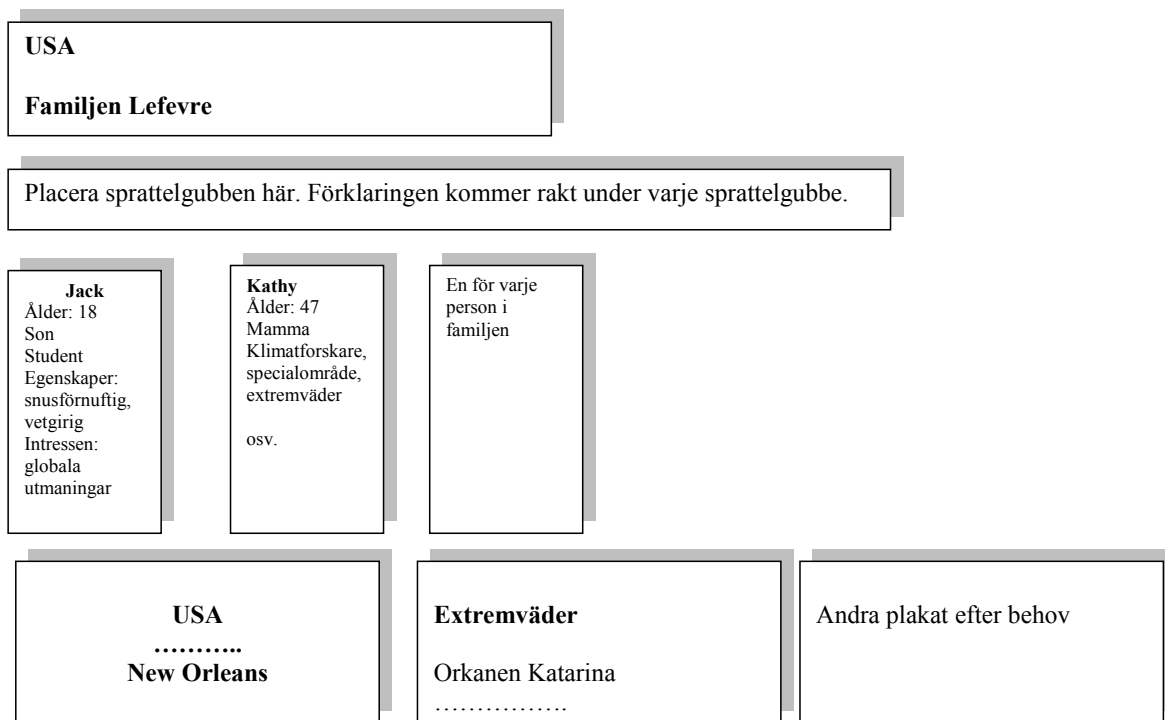 USA
Familjen Lefevre
Placera sprattelgubben här. Förklaringen kommer rakt under varje sprattelgubbe.
Jack
Ålder: 18
Son
Student
Egenskaper:
snusförnuftig,
vetgirig
Intressen:
globala
utmaningar
Kathy
Ålder: 47
Mamma
Klimatforskare,
specialområde,
extremväder
osv.
En för varje
person i
familjen
USA
………..
New Orleans
Extremväder
Orkanen Katarina
…………….
Andra plakat efter behov